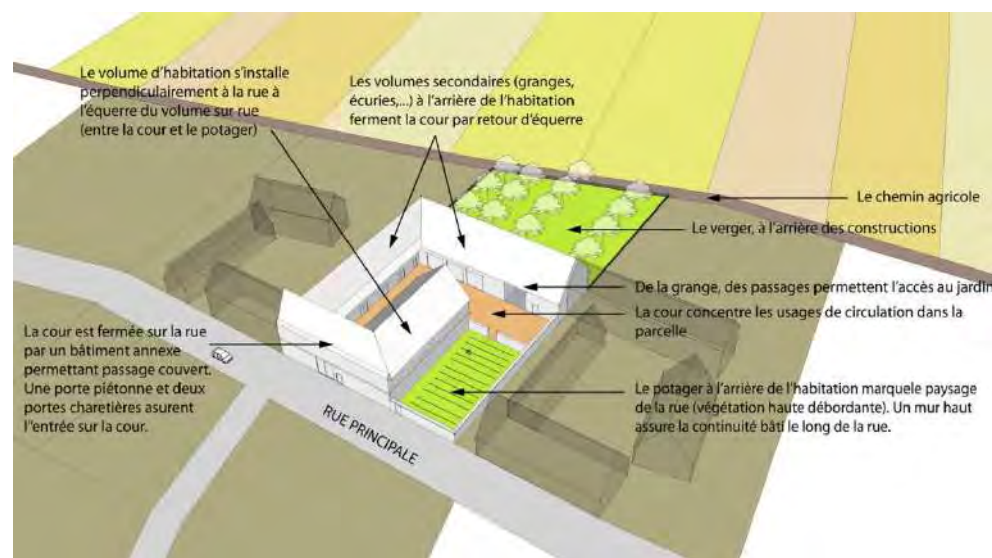 Le volume d'habitation s'installe
perpendiculairement à la rue à
l'équerre du volume sur rue
(entre la cour et le potager)
Les volumes secondaires (granges,
écuries,...) à l'arrière de l'habitation
ferment la cour par retour d'équerre
Le chemin agricole
Le verger, à l'arrière des constructions
De la grange, des passages permettent l'accès au jardin
La cour concentre les usages de circulation dans la
parcelle
La cour est fermée sur la rue
par un bâtiment annexe
permettant passage couvert.
Une porte piétonne et deux
portes charetières asurent
l'entrée sur la cour.
Le potager à l'arrière de l'habitation marquele paysage
de la rue (végétation haute débordante). Un mur haut
assure la continuité bâti le long de la rue.
RUE PRINCIPALE